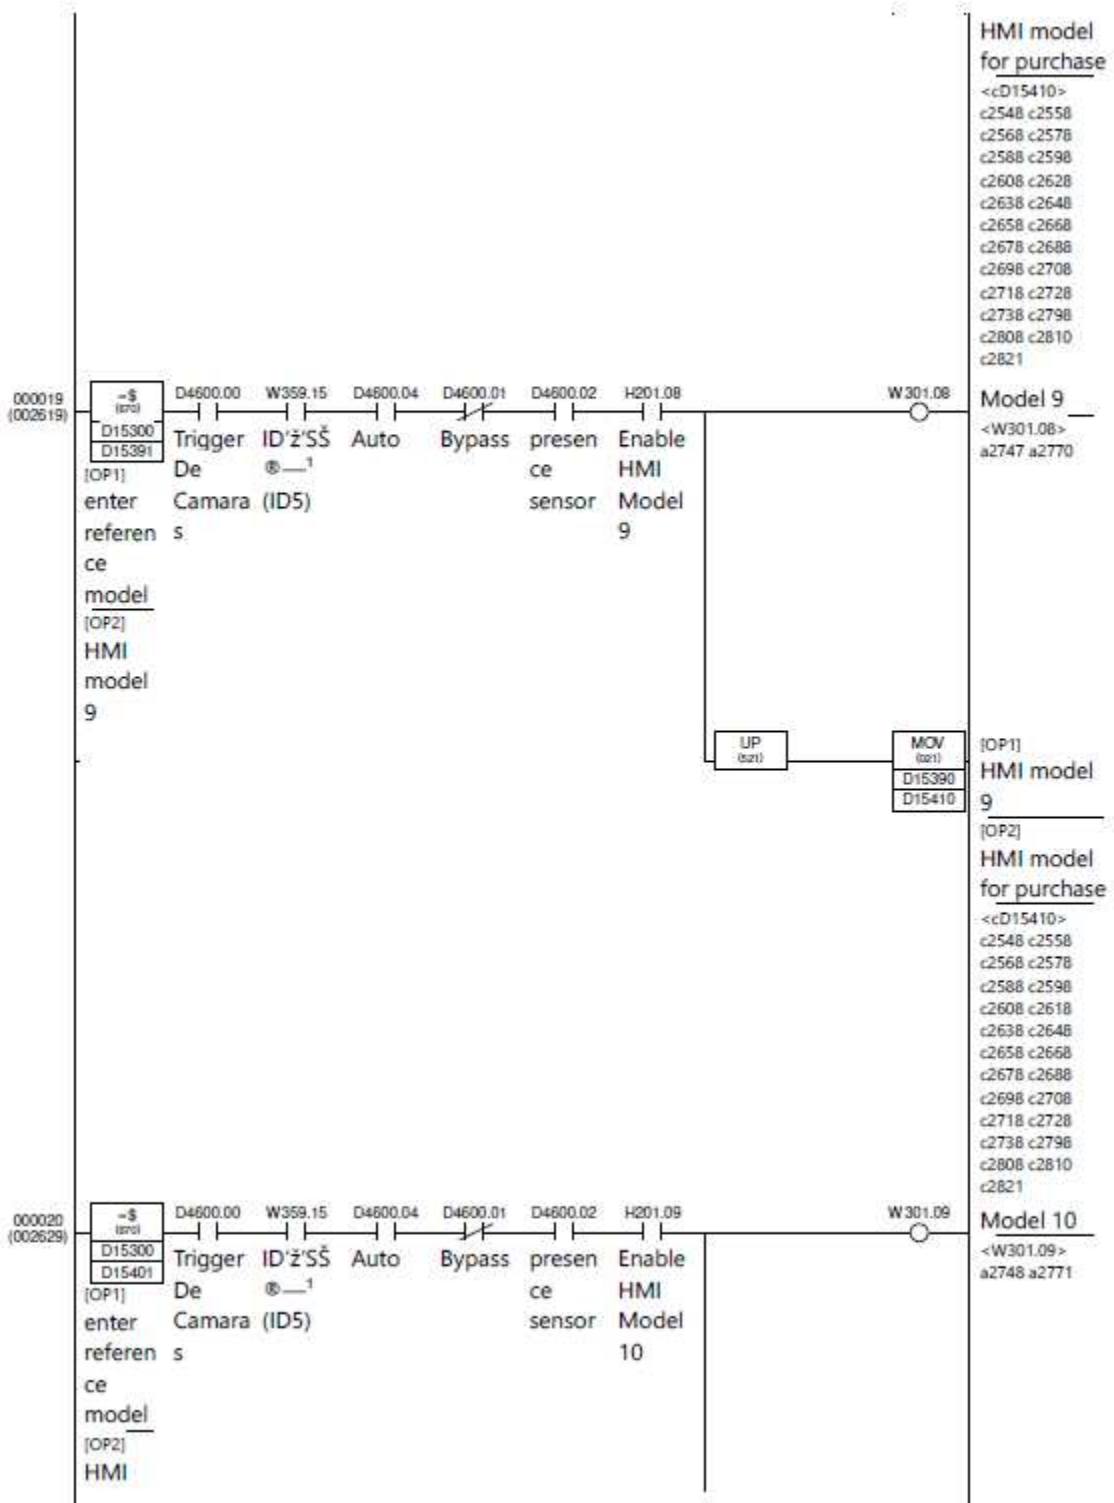 HMI model
for purchase
<cD15410>
c2548 c2558
c2568 c2578
c2588 c2598
c2608 c2628
c2638 c2648
c2658 c2668
c2678 c2688
c2698 c2708
c2718 c2728
c2738 c2798
c2808 c2810
c2821
000019
(002619)
=$
(670)
D15300
D15391
[OP1]
enter
referen
ce
model
[OP2]
HMI
model
9
D4600.00
Trigger
De
Camara
s
W359.15
ID'ž'SŠ
®—¹
(ID5)
D4600.04
Auto
D4600.01
Bypass
D4600.02
presen
ce
sensor
H201.08
Enable
HMI
Model
9
W301.08
Model 9
<W301.08>
a2747 a2770
UP
(521)
MOV
(021)
D15390
D15410
[OP1]
HMI model
9
[OP2]
HMI model
for purchase
<cD15410>
c2548 c2558
c2568 c2578
c2588 c2598
c2608 c2618
c2638 c2648
c2658 c2668
c2678 c2688
c2698 c2708
c2718 c2728
c2738 c2798
c2808 c2810
c2821
000020
(002629)
=$
(670)
D15300
D15401
[OP1]
enter
referen
ce
model
[OP2]
HMI
D4600.00
Trigger
De
Camara
s
W359.15
ID'ž'SŠ
®—¹
(ID5)
D4600.04
Auto
D4600.01
Bypass
D4600.02
presen
ce
sensor
H201.09
Enable
HMI
Model
10
W301.09
Model 10
<W301.09>
a2748 a2771